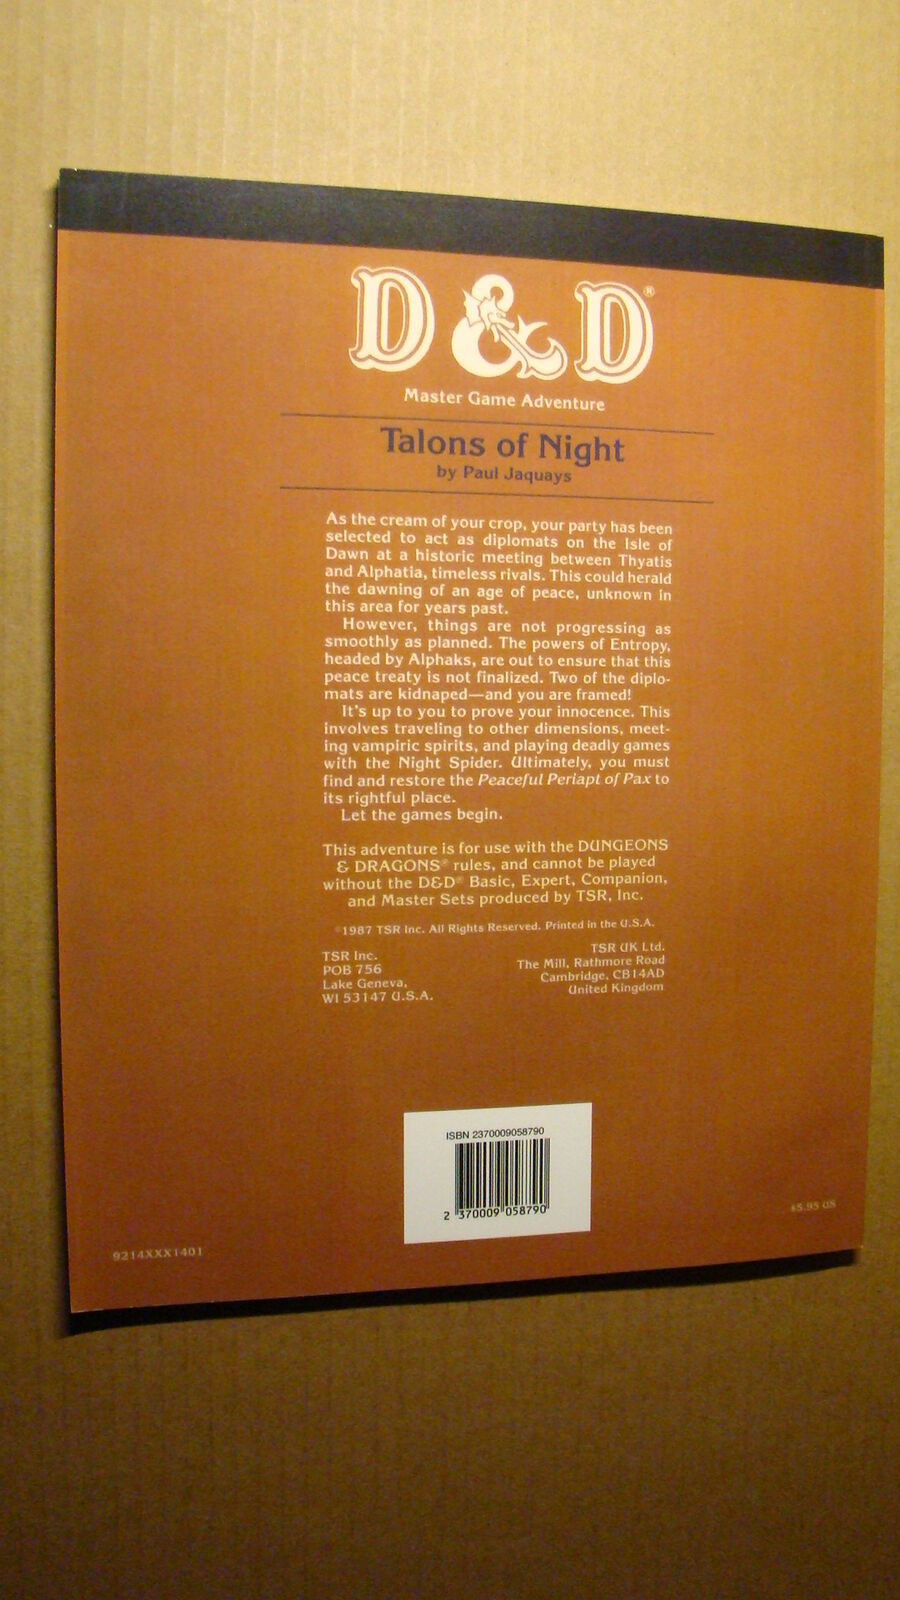 D&D®
Master Game Adventure
Talons of Night
by Paul Jaquays
As the cream of your crop, your party has been
selected to act as diplomats on the Isle of
Dawn at a historic meeting between Thyatis
and Alphatia, timeless rivals. This could herald
the dawning of an age of peace, unknown in
this area for years past.
However, things are not progressing as
smoothly as planned. The powers of Entropy,
headed by Alphaks, are out to ensure that this
peace treaty is not finalized. Two of the diplo-
mats are kidnaped—and you are framed!
It's up to you to prove your innocence. This
involves traveling to other dimensions, meet-
ing vampiric spirits, and playing deadly games
with the Night Spider. Ultimately, you must
find and restore the Peaceful Periapt of Pax to
its rightful place.
Let the games begin.
This adventure is for use with the DUNGEONS
& DRAGONS® rules, and cannot be played
without the D&D® Basic, Expert, Companion,
and Master Sets produced by TSR, Inc.
©1987 TSR Inc. All Rights Reserved. Printed in the U.S.A.
TSR Inc.
POB 756
Lake Geneva,
WI 53147 U.S.A.
TSR UK Ltd.
The Mill, Rathmore Road
Cambridge, CB14AD
United Kingdom
ISBN 2370009058790
2 370009 058790
$5.95 US
9214XXX1401